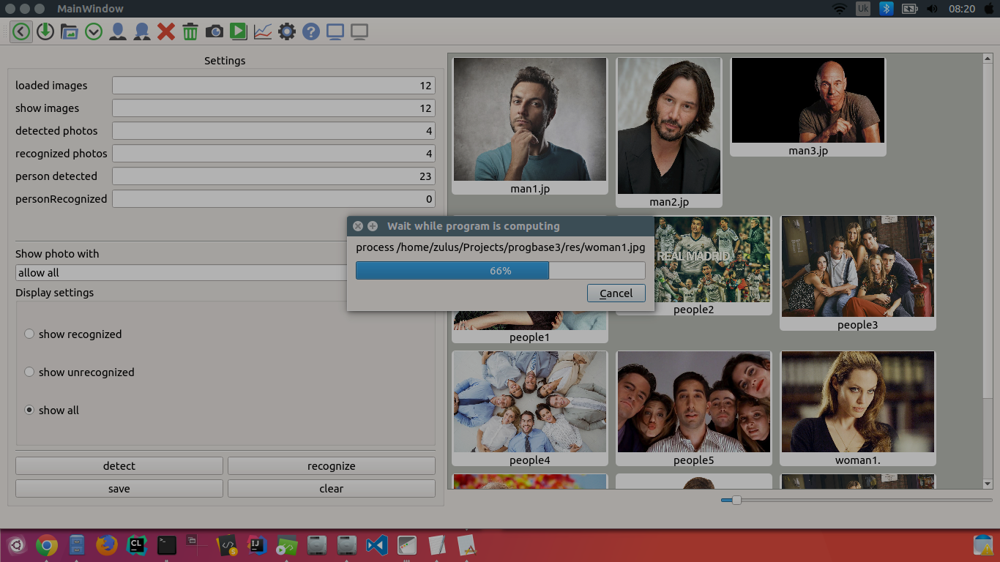 MainWindow
Uk
08:20
Settings
loaded images 12
show images 12
detected photos 4
recognized photos 4
person detected 23
personRecognized 0
Show photo with
allow all
Display settings
show recognized
show unrecognized
show all
detect
recognize
save
clear
man1.jp
man2.jp
man3.jp
Wait while program is computing
process /home/zulus/Projects/progbase3/res/woman1.jpg
66%
Cancel
REAL MADRID
people1
people2
people3
people4
people5
woman1.
CL
S
IJ